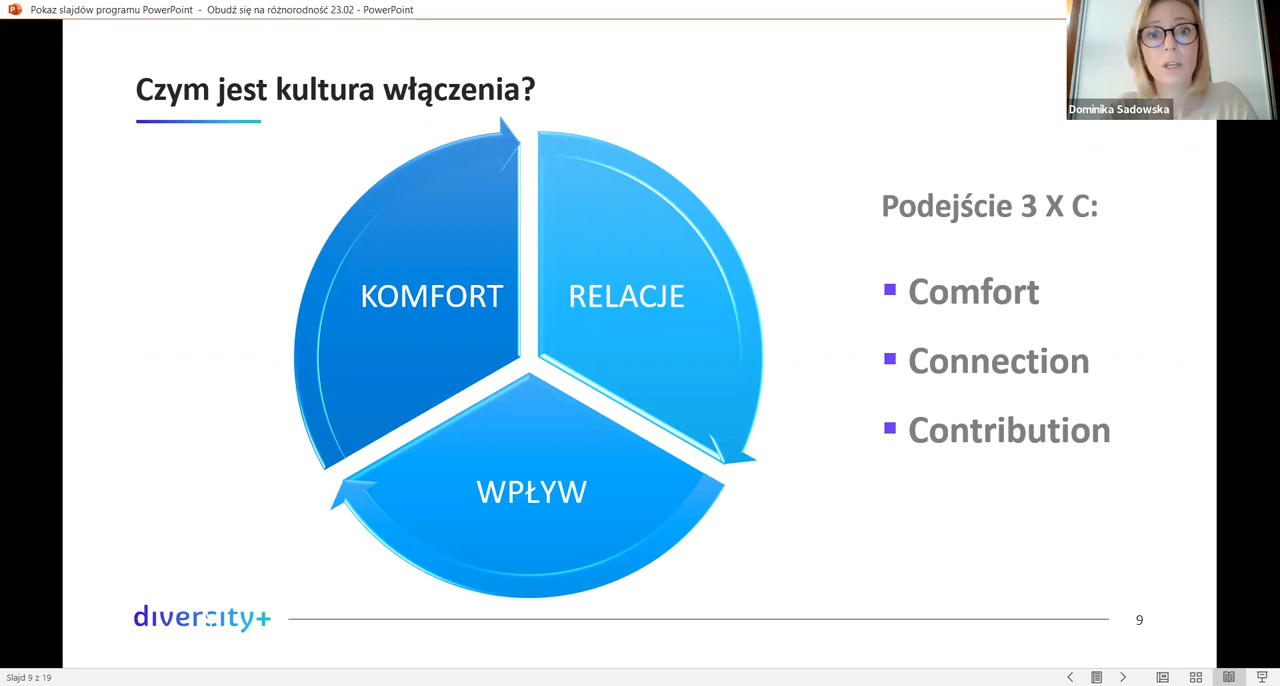 Pokaz slajdów programu PowerPoint - Obudź się na różnorodność 23.02 - PowerPoint
Dominika Sadowska
Czym jest kultura włączenia?
KOMFORT
RELACJE
WPŁYW
Podejście 3 X C:
Comfort
Connection
Contribution
divercity+
9
Slajd 9 z 19